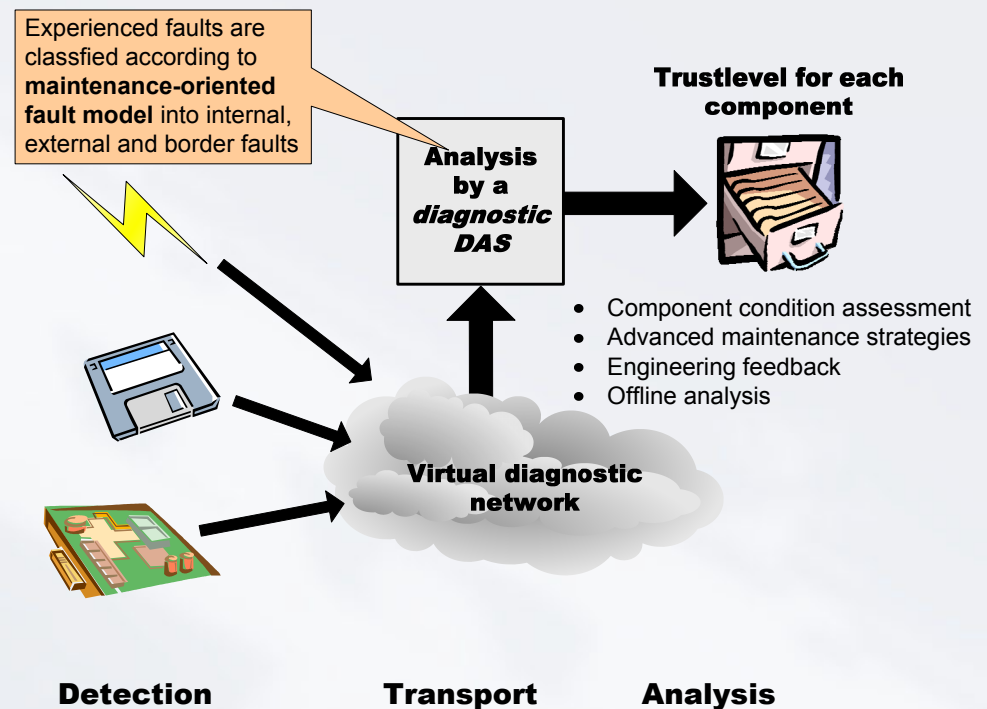 Experienced faults are
classfied according to
maintenance-oriented
fault model into internal,
external and border faults
Trustlevel for each
component
Analysis
by a
diagnostic
DAS
• Component condition assessment
• Advanced maintenance strategies
• Engineering feedback
• Offline analysis
Virtual diagnostic
network
Detection
Transport
Analysis